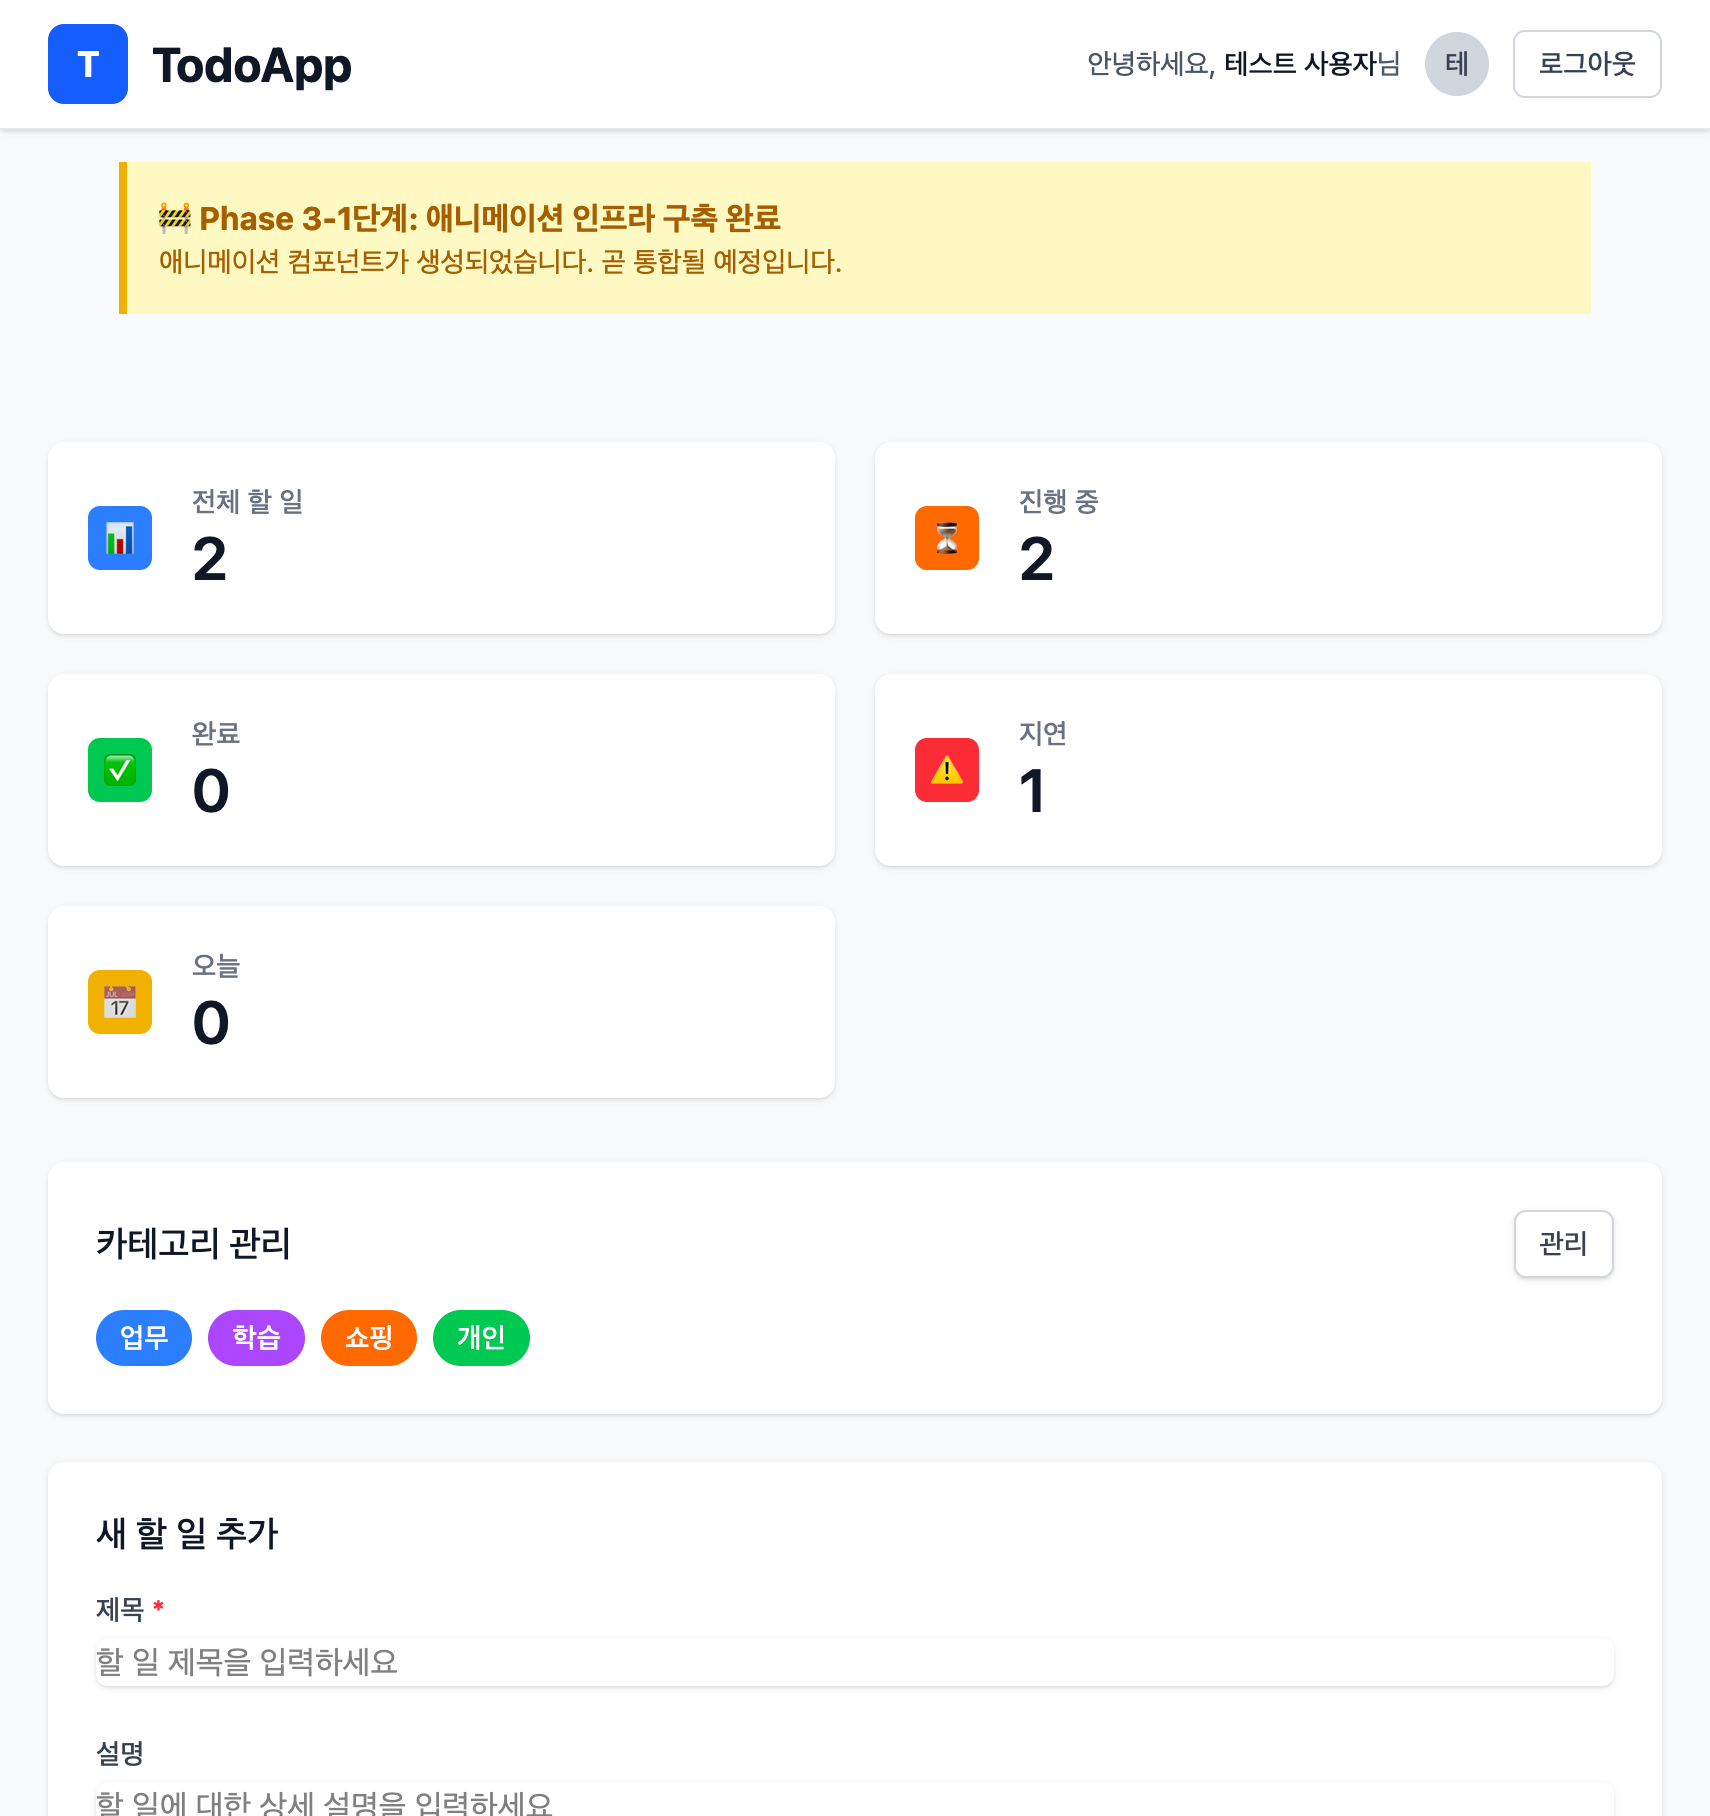 T TodoApp
안녕하세요, 테스트 사용자님 테 로그아웃
🚧 Phase 3-1단계: 애니메이션 인프라 구축 완료
애니메이션 컴포넌트가 생성되었습니다. 곧 통합될 예정입니다.
전체 할 일
2
진행 중
2
완료
0
지연
1
JUL
17
오늘
0
카테고리 관리
관리
업무 학습 쇼핑 개인
새 할 일 추가
제목 *
할 일 제목을 입력하세요
설명
할 일에 대한 상세 설명을 입력하세요